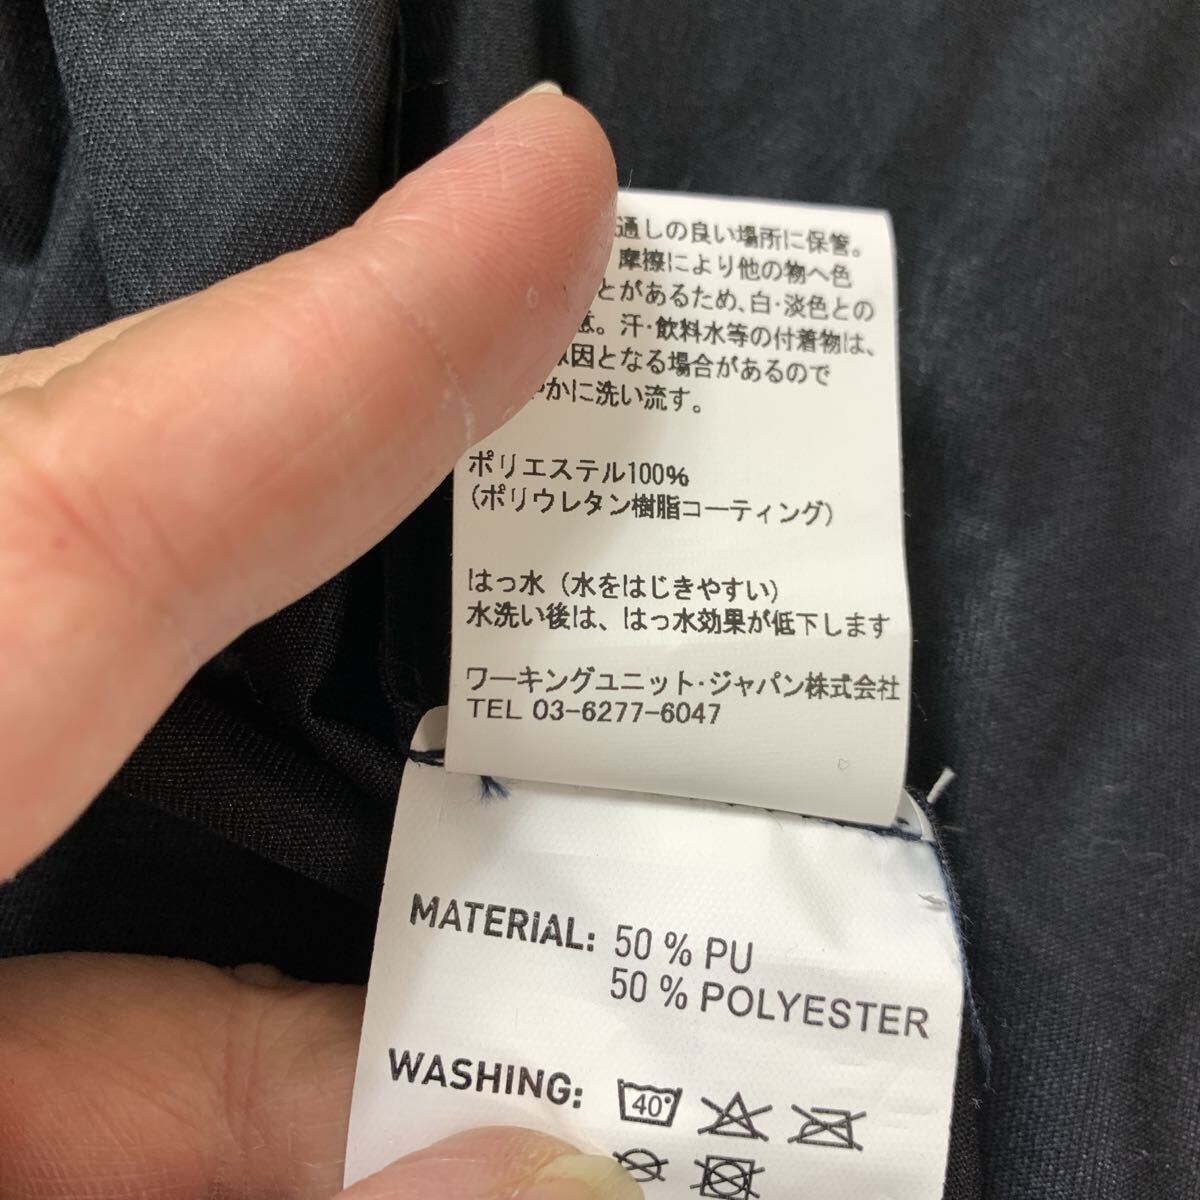 通しの良い場所に保管。
摩擦により他の物へ色
とがあるため、白・淡色との
意。汗・飲料水等の付着物は、
因となる場合があるので
やかに洗い流す。
ポリエステル100%
(ポリウレタン樹脂コーティング)
はっ水（水をはじきやすい）
水洗い後は、はっ水効果が低下します
ワーキングユニット・ジャパン株式会社
TEL 03-6277-6047
MATERIAL: 50 % PU
50 % POLYESTER
WASHING: 40°